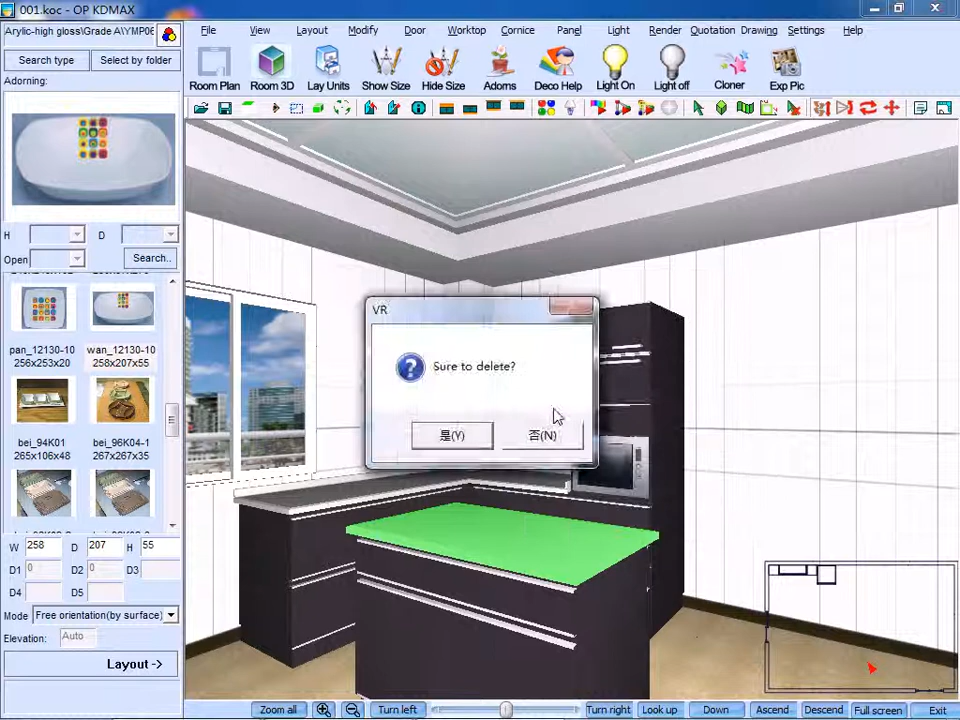 001.koc - OP KDMAX
Arylic-high gloss\Grade A\YMP06
File View Layout Modify Door Worktop Cornice Panel Light Render Quotation Drawing Settings Help
Search type Select by folder
Room Plan Room 3D Lay Units Show Size Hide Size Adorns Deco Help Light On Light off Cloner Exp Pic
Adorning:
H D
Open Search..
pan_12130-10 wan_12130-10
256x253x20 258x207x55
bei_94K01 bei_96K04-1
265x106x48 267x267x35
VR
Sure to delete?
是(Y) 否(N)
W 258 D 207 H 55
D1 0 D2 0 D3
D4 D5
Mode Free orientation(by surface)
Elevation: Auto
Layout ->
Zoom all Turn left Turn right Look up Down Ascend Descend Full screen Exit